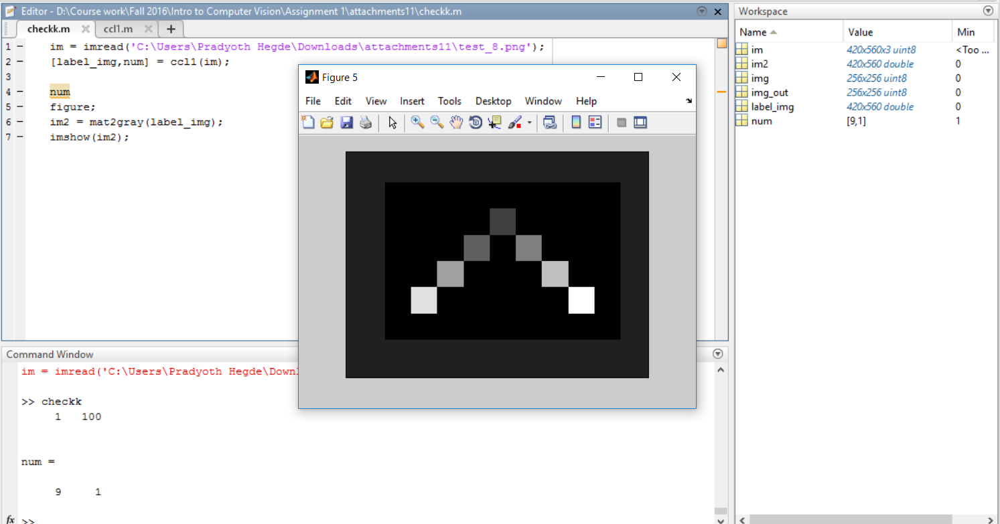 Editor - D:\Course work\Fall 2016\Intro to Computer Vision\Assignment 1\attachments11\checkk.m
checkk.m ccl1.m +
1 - im = imread('C:\Users\Pradyoth Hegde\Downloads\attachments11\test_8.png');
2 - [label_img,num] = ccl1(im);
3
4 - num
5 - figure;
6 - im2 = mat2gray(label_img);
7 - imshow(im2);
Figure 5
File Edit View Insert Tools Desktop Window Help
Command Window
im = imread('C:\Users\Pradyoth Hegde\Down
>> checkk
1 100
num =
9 1
fx >>
Workspace
Name Value Min
im 420x560x3 uint8 <Too ...
im2 420x560 double 0
img 256x256 uint8 0
img_out 256x256 uint8 0
label_img 420x560 double 0
num [9,1] 1